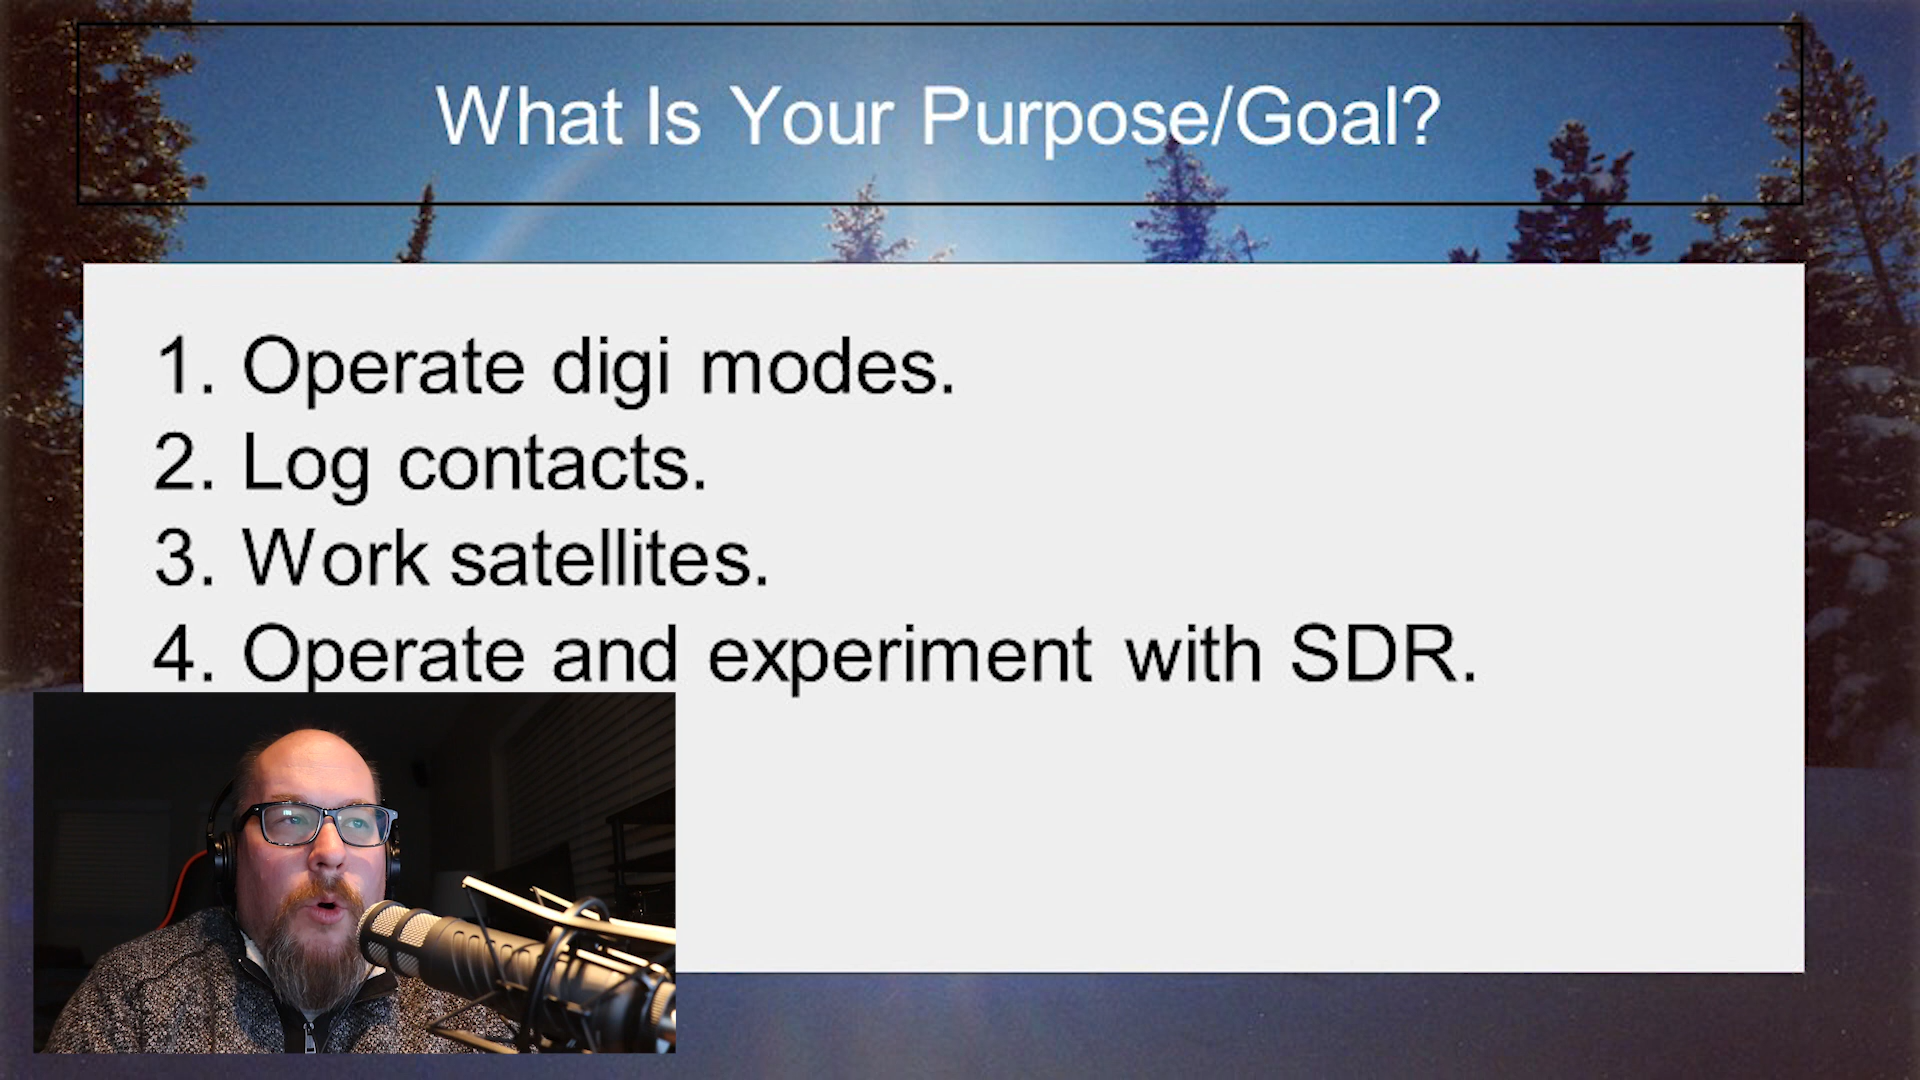 What Is Your Purpose/Goal?
1. Operate digi modes.
2. Log contacts.
3. Work satellites.
4. Operate and experiment with SDR.